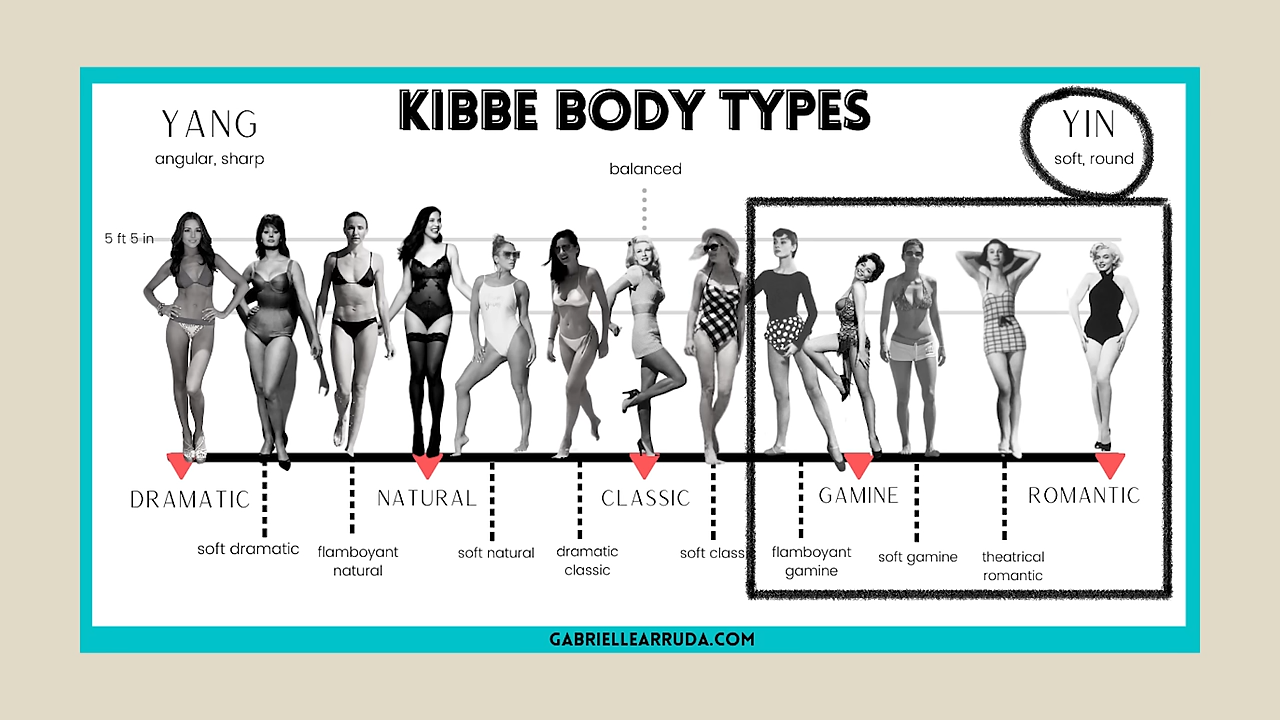 KIBBE BODY TYPES
YANG
angular, sharp
YIN
soft, round
balanced
5 ft 5 in
DRAMATIC
NATURAL
CLASSIC
GAMINE
ROMANTIC
soft dramatic
flamboyant
natural
soft natural
dramatic
classic
soft class
flamboyant
gamine
soft gamine
theatrical
romantic
GABRIELLEARRUDA.COM